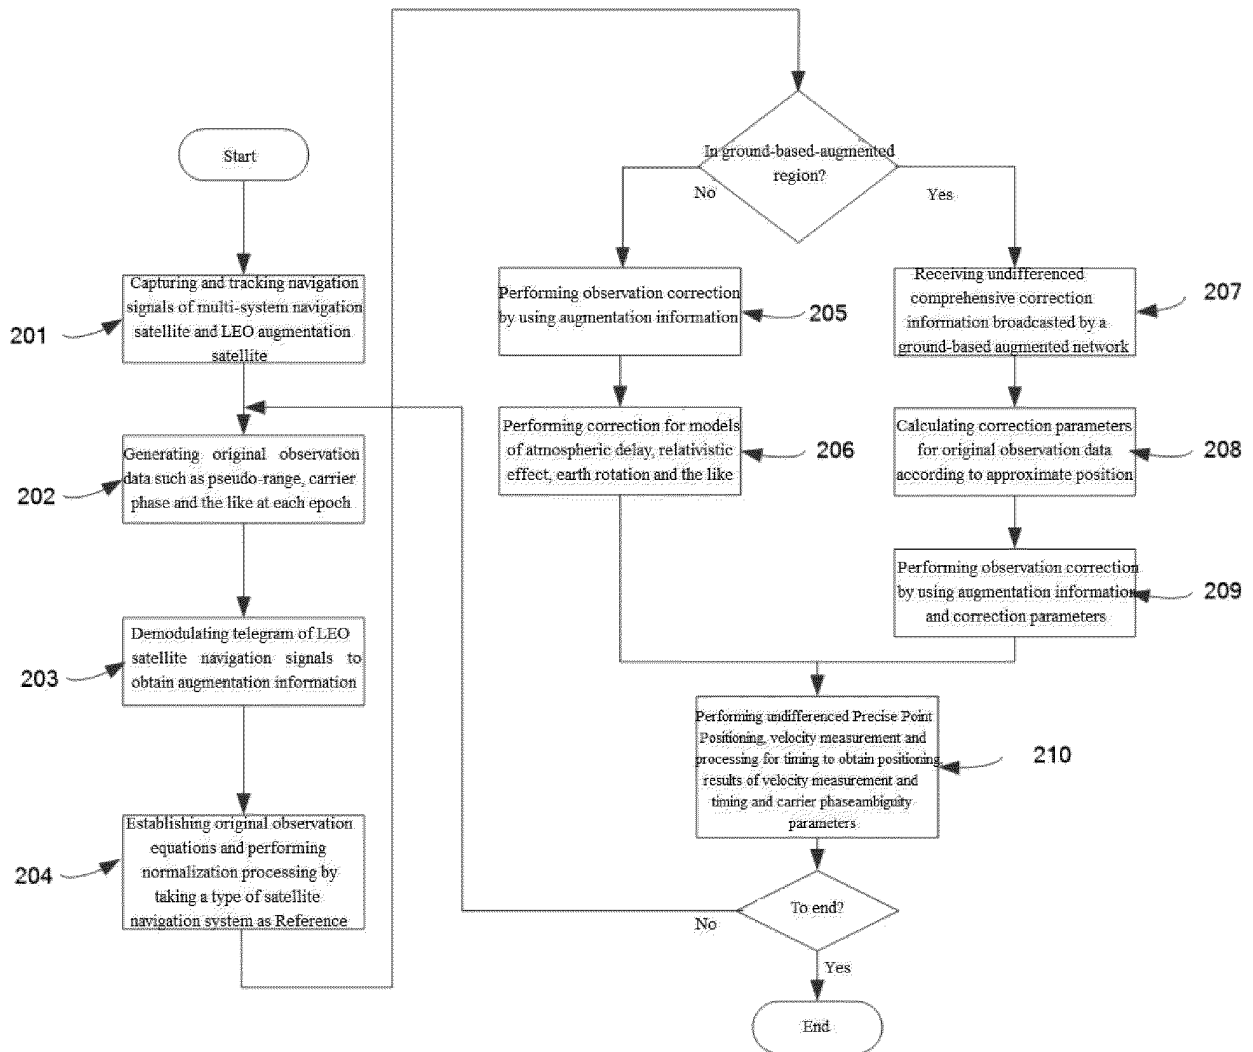 Start
Capturing and tracking navigation
signals of multi-system navigation
satellite and LEO augmentation
satellite
201
Generating original observation
data such as pseudo-range, carrier
phase and the like at each epoch
202
Demodulating telegram of LEO
satellite navigation signals to
obtain augmentation information
203
Establishing original observation
equations and performing
normalization processing by
taking a type of satellite
navigation system as Reference
204
In ground-based-augmented
region?
No
Yes
Performing observation correction
by using augmentation information
205
Performing correction for models
of atmospheric delay, relativistic
effect, earth rotation and the like
206
Receiving undifferenced
comprehensive correction
information broadcasted by a
ground-based augmented network
207
Calculating correction parameters
for original observation data
according to approximate position
208
Performing observation correction
by using augmentation information
and correction parameters
209
Performing undifferenced Precise Point
Positioning, velocity measurement and
processing for timing to obtain positioning,
results of velocity measurement and
timing and carrier phaseambiguity
parameters
210
To end?
No
Yes
End